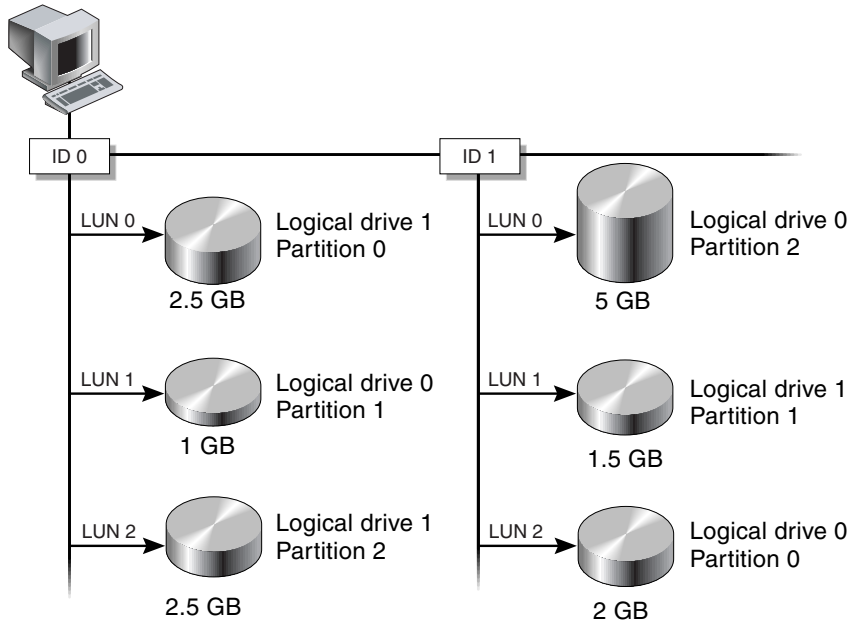 ID 0
ID 1
LUN 0
Logical drive 1
Partition 0
2.5 GB
LUN 1
Logical drive 0
Partition 1
1 GB
LUN 2
Logical drive 1
Partition 2
2.5 GB
LUN 0
Logical drive 0
Partition 2
5 GB
LUN 1
Logical drive 1
Partition 1
1.5 GB
LUN 2
Logical drive 0
Partition 0
2 GB